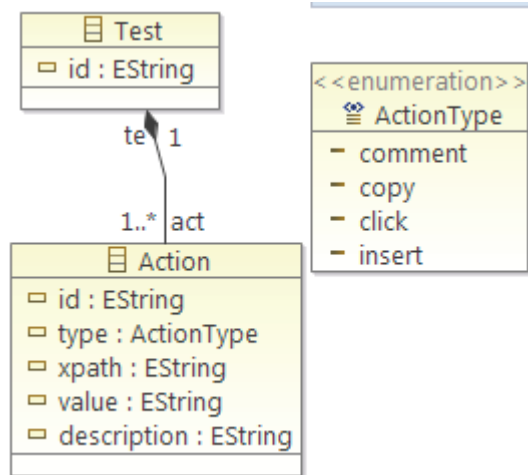 Test
id : EString
te 1
1..* act
Action
id : EString
type : ActionType
xpath : EString
value : EString
description : EString
<<enumeration>>
ActionType
comment
copy
click
insert